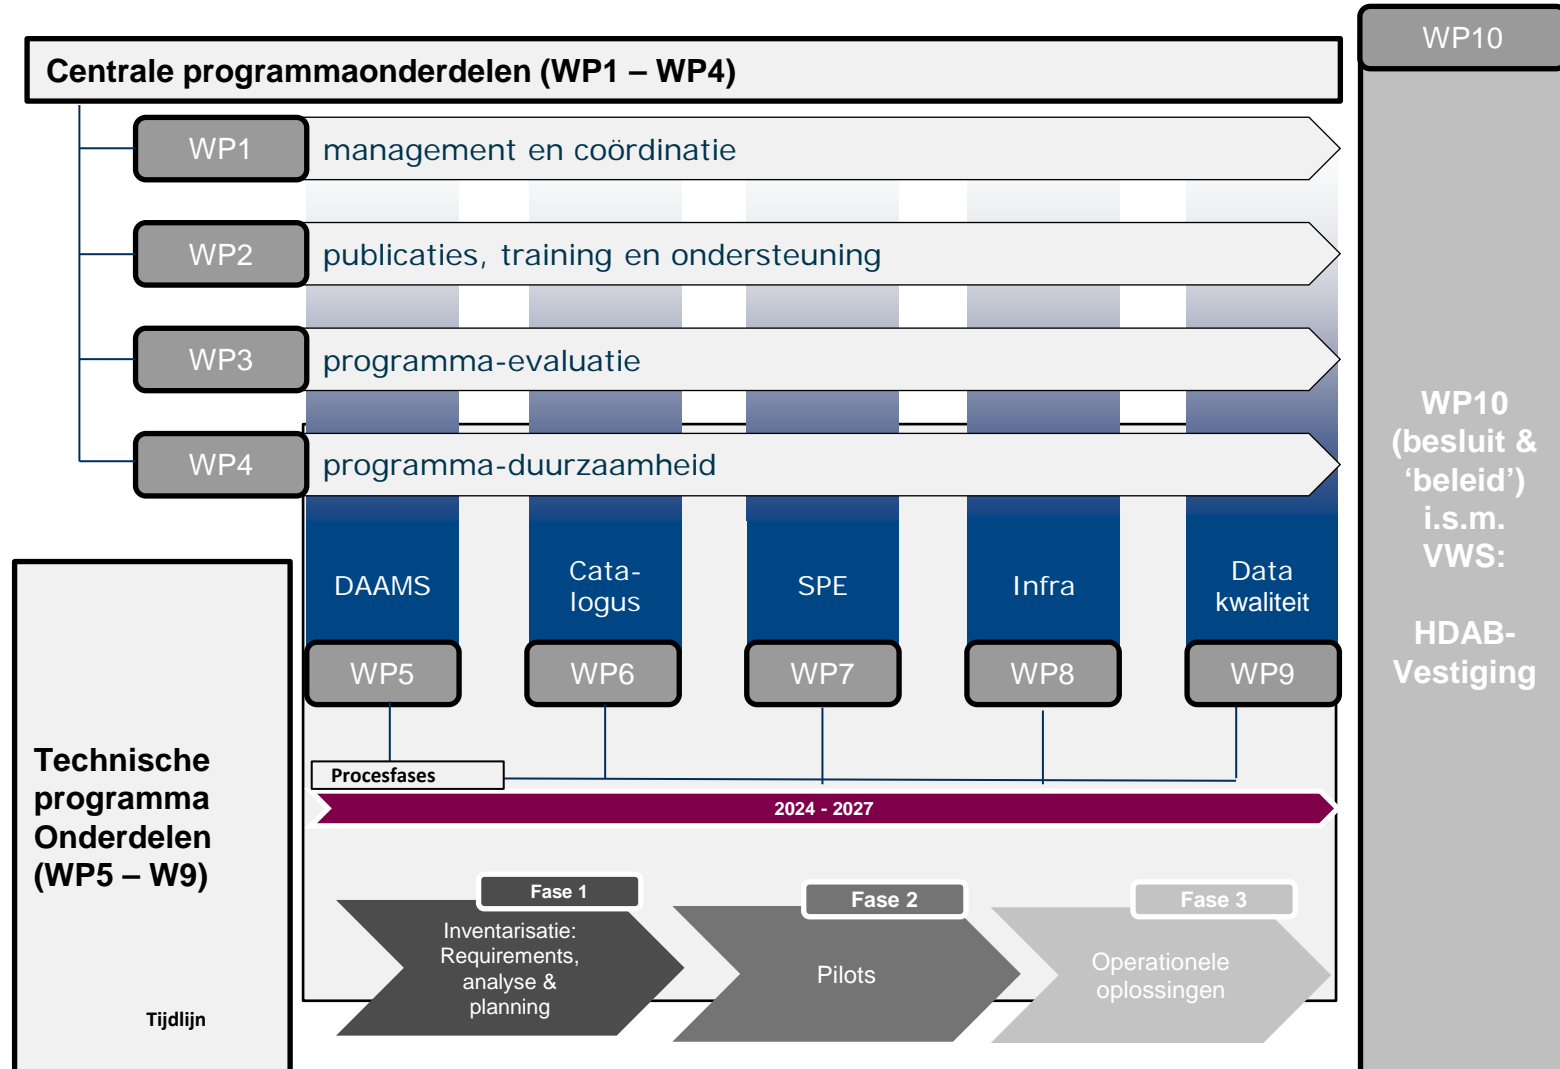 WP10
Centrale programmaonderdelen (WP1 – WP4)
WP1
management en coördinatie
WP2
publicaties, training en ondersteuning
WP3
programma-evaluatie
WP4
programma-duurzaamheid
WP10
(besluit &
‘beleid’)
i.s.m.
VWS:
HDAB-
Vestiging
DAAMS
Cata-
logus
SPE
Infra
Data
kwaliteit
WP5
WP6
WP7
WP8
WP9
Technische
programma
Onderdelen
(WP5 – W9)
Procesfases
2024 - 2027
Fase 1
Inventarisatie:
Requirements,
analyse &
planning
Fase 2
Pilots
Fase 3
Operationele
oplossingen
Tijdlijn